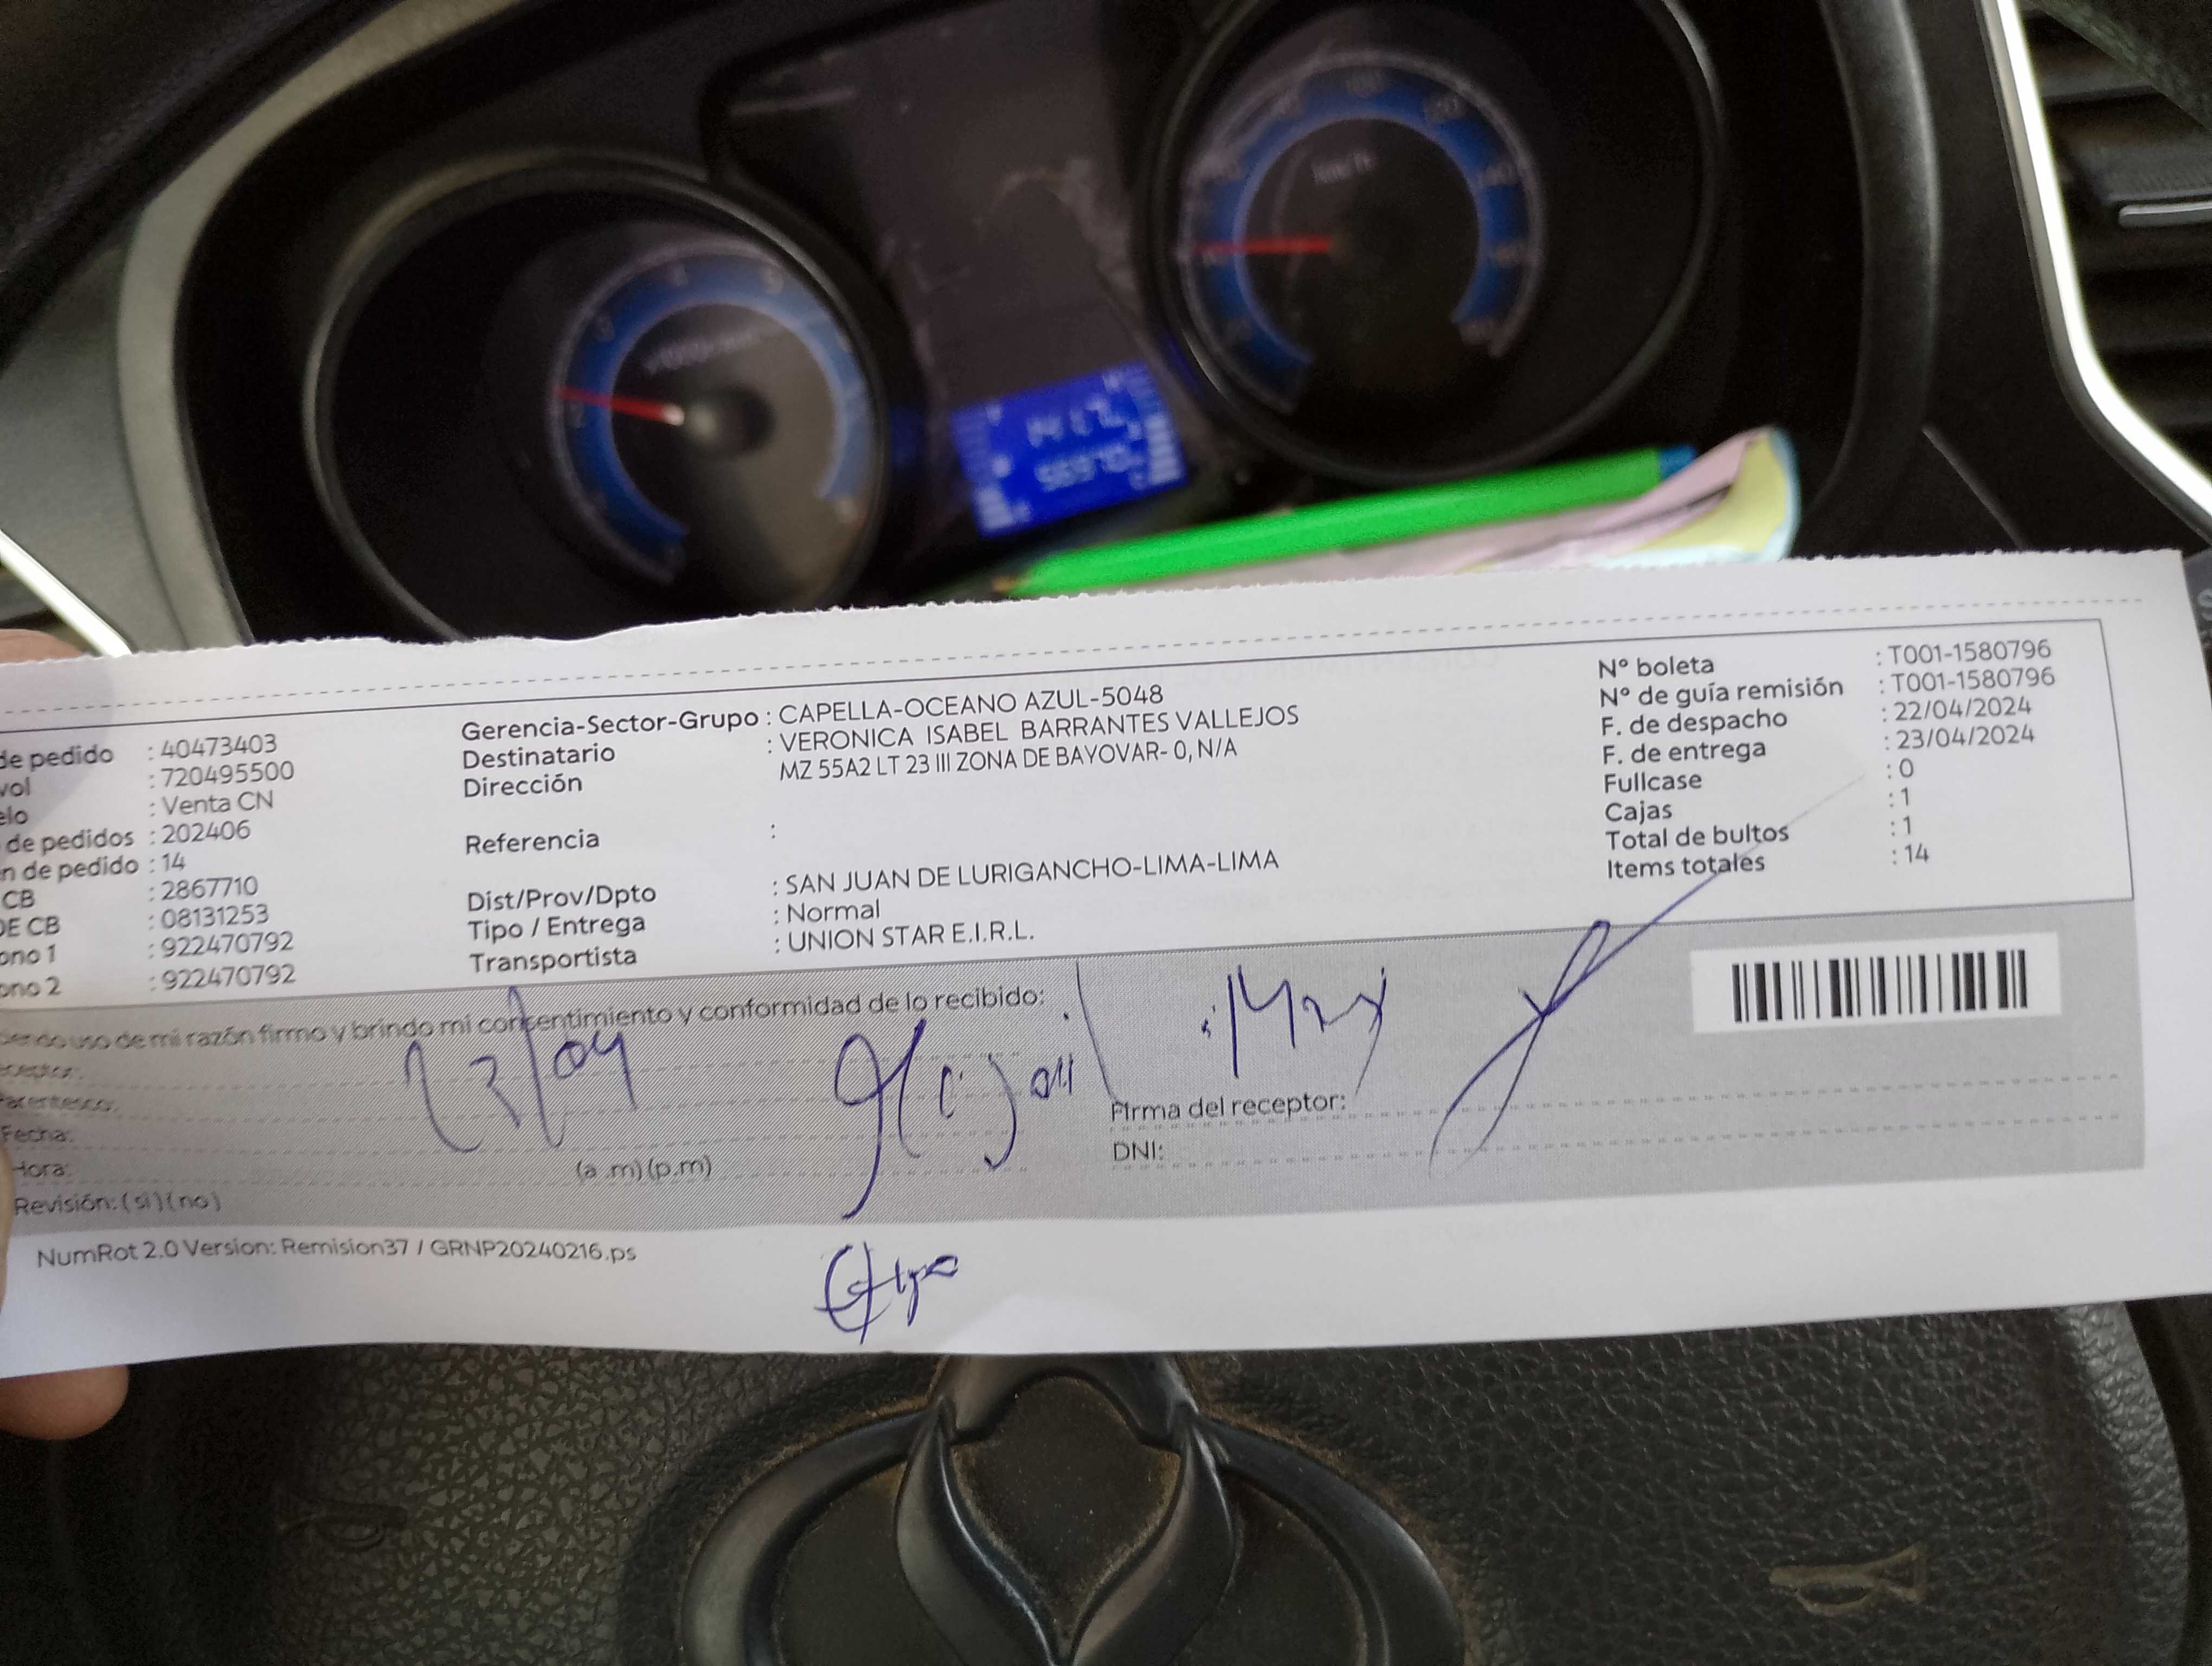 Gerencia-Sector-Grupo : CAPELLA-OCEANO AZUL-5048
Destinatario : VERONICA ISABEL BARRANTES VALLEJOS
Dirección MZ 55A2 LT 23 III ZONA DE BAYOVAR- 0, N/A
Referencia :
Dist/Prov/Dpto : SAN JUAN DE LURIGANCHO-LIMA-LIMA
Tipo / Entrega : Normal
Transportista : UNION STAR E.I.R.L.
de pedido : 40473403
vol : 720495500
elo : Venta CN
de pedidos : 202406
n de pedido : 14
CB : 2867710
DE CB : 08131253
ono 1 : 922470792
ono 2 : 922470792
N° boleta : T001-1580796
N° de guía remisión : T001-1580796
F. de despacho : 22/04/2024
F. de entrega : 23/04/2024
Fullcase : 0
Cajas : 1
Total de bultos : 1
Items totales : 14
iendo uso de mi razón firmo y brindo mi consentimiento y conformidad de lo recibido:
eceptor:
Parentesco:
Fecha:
Hora: (a .m) (p.m)
Revisión: ( si ) ( no )
23/04
Firma del receptor:
DNI:
NumRot 2.0 Version: Remision37 / GRNP20240216.ps